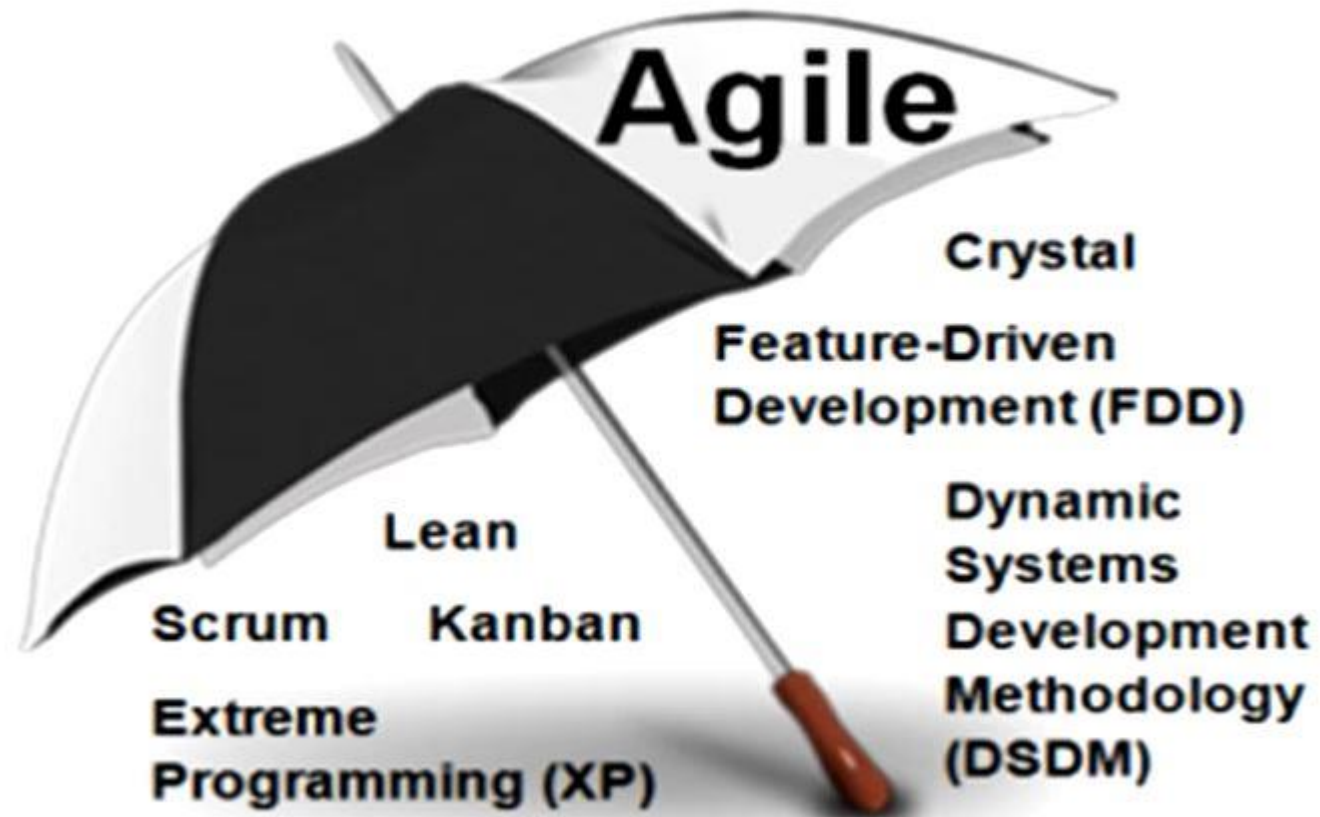 Agile
Crystal
Feature-Driven
Development (FDD)
Dynamic
Systems
Development
Methodology
(DSDM)
Lean
Scrum
Kanban
Extreme
Programming (XP)